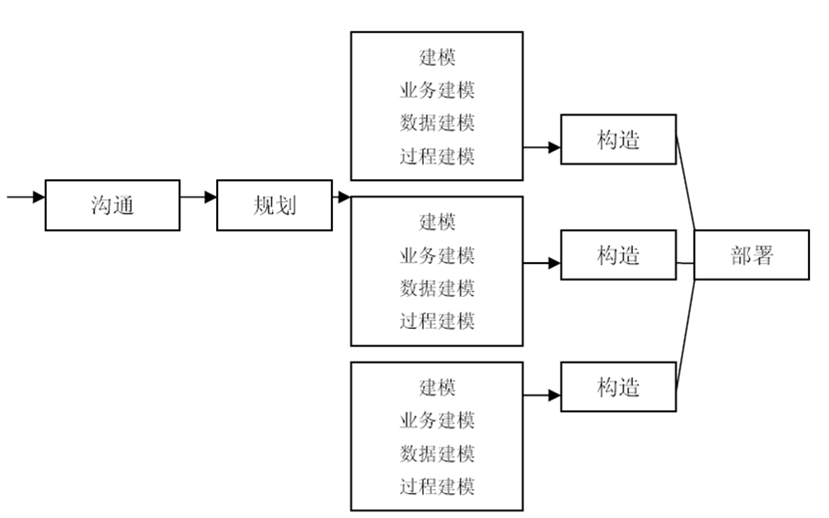 沟通
规划
建模
业务建模
数据建模
过程建模
构造
建模
业务建模
数据建模
过程建模
构造
建模
业务建模
数据建模
过程建模
构造
部署